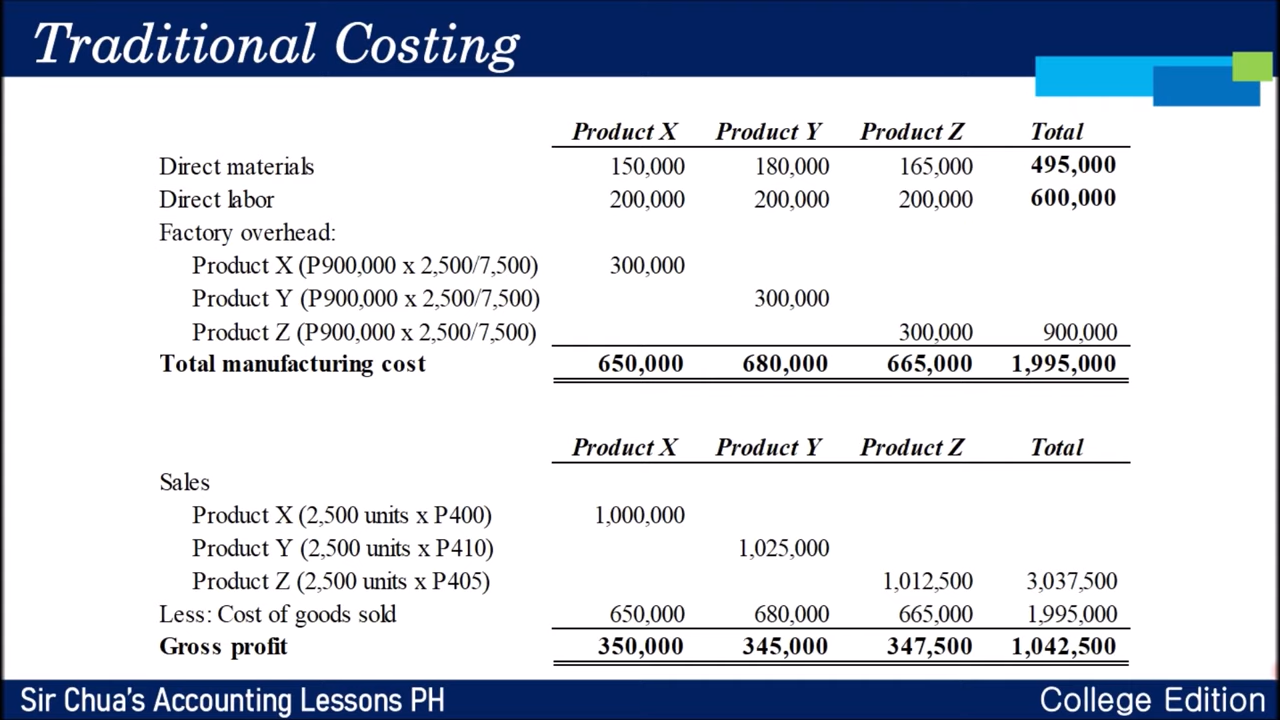 Traditional Costing
Product X Product Y Product Z Total
Direct materials 150,000 180,000 165,000 495,000
Direct labor 200,000 200,000 200,000 600,000
Factory overhead:
Product X (P900,000 x 2,500/7,500) 300,000
Product Y (P900,000 x 2,500/7,500) 300,000
Product Z (P900,000 x 2,500/7,500) 300,000 900,000
Total manufacturing cost 650,000 680,000 665,000 1,995,000
Product X Product Y Product Z Total
Sales
Product X (2,500 units x P400) 1,000,000
Product Y (2,500 units x P410) 1,025,000
Product Z (2,500 units x P405) 1,012,500 3,037,500
Less: Cost of goods sold 650,000 680,000 665,000 1,995,000
Gross profit 350,000 345,000 347,500 1,042,500
Sir Chua's Accounting Lessons PH College Edition